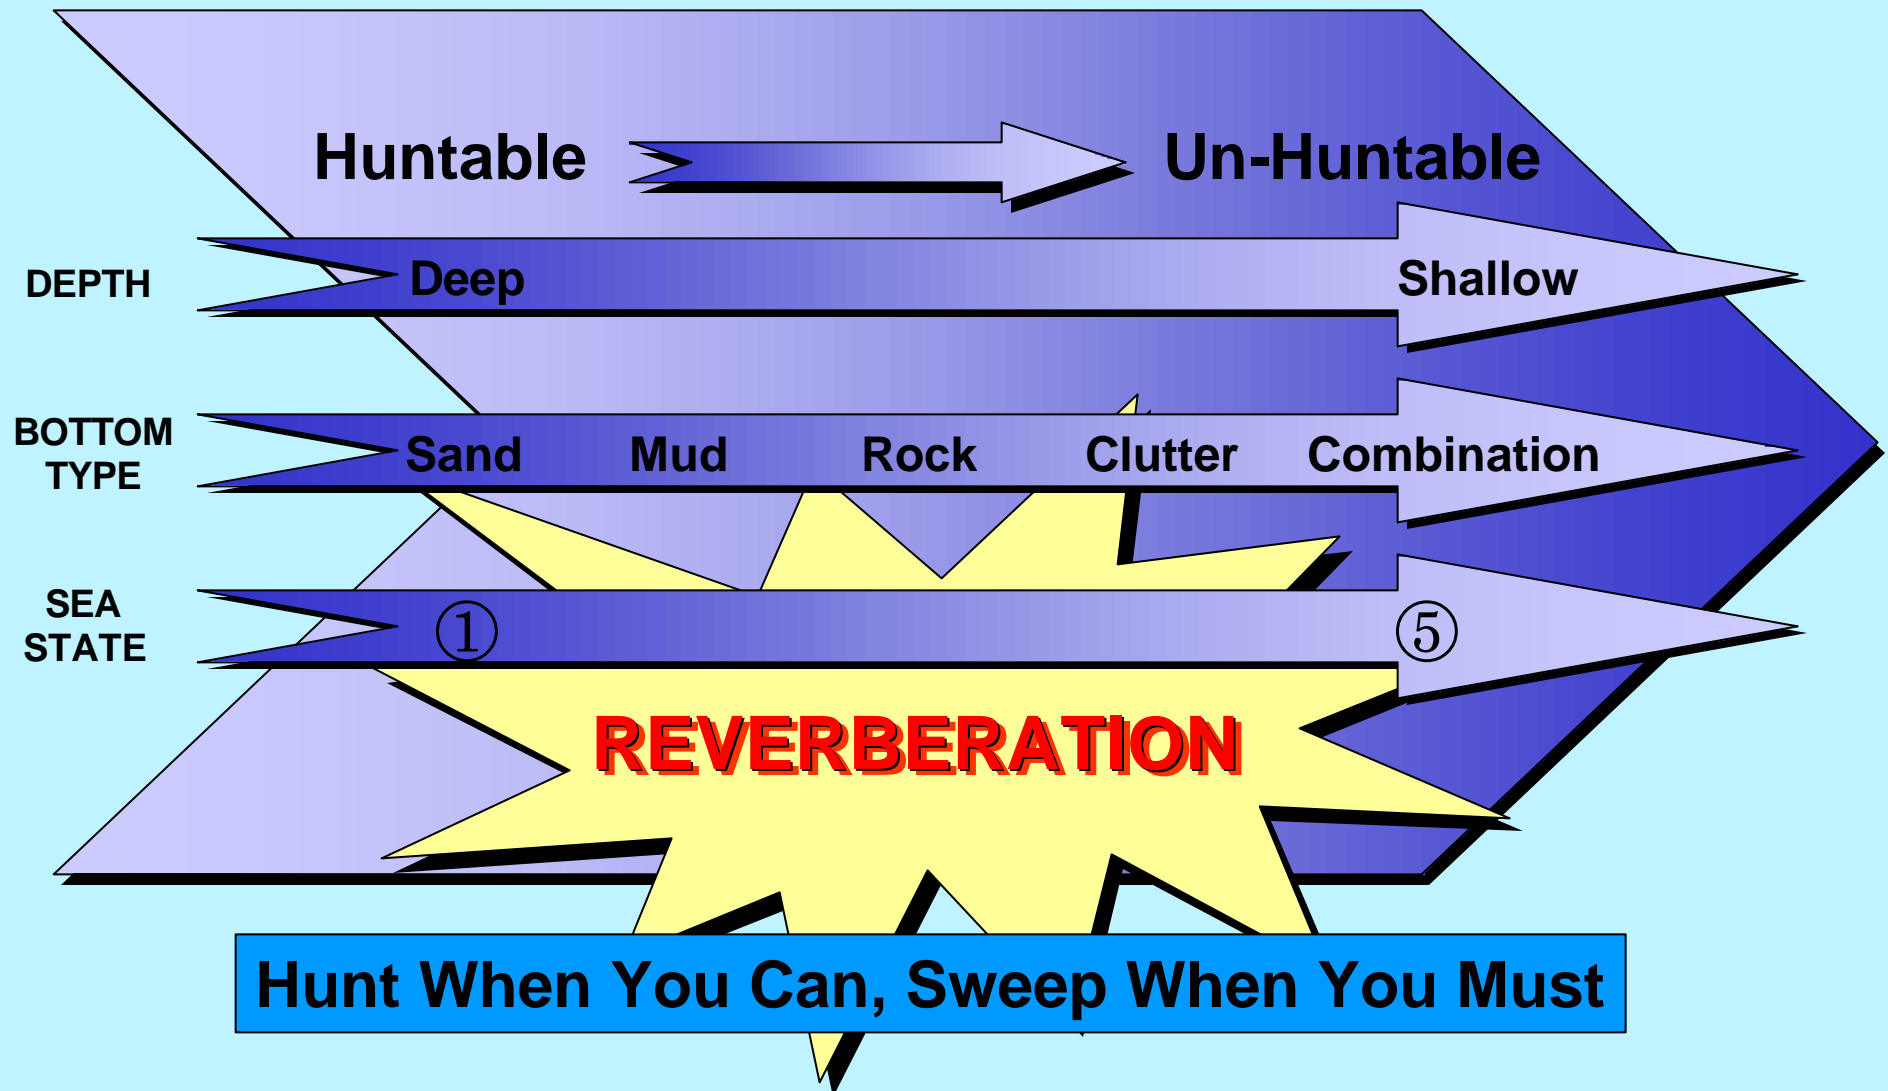 Huntable Un-Huntable
DEPTH Deep Shallow
BOTTOM
TYPE
Sand Mud Rock Clutter Combination
SEA
STATE
① ⑤
REVERBERATION
Hunt When You Can, Sweep When You Must